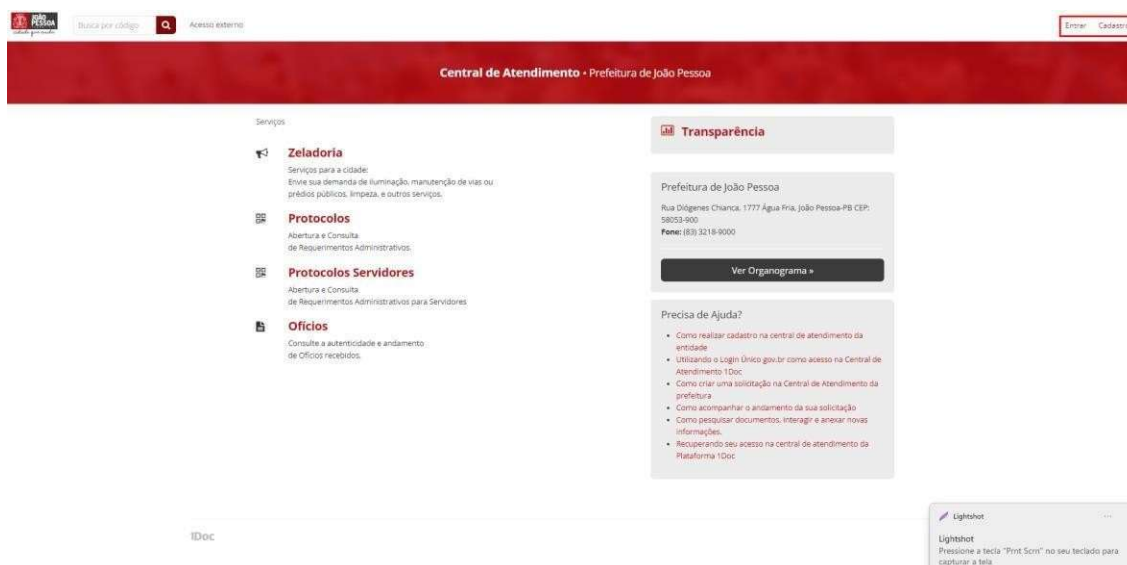 JOÃO
PESSOA
cidade que cuida
Busca por código
Acesso externo
Entrar Cadastro
Central de Atendimento • Prefeitura de João Pessoa
Serviços
Zeladoria
Serviços para a cidade:
Envie sua demanda de iluminação, manutenção de vias ou
prédios públicos, limpeza, e outros serviços.
Protocolos
Abertura e Consulta
de Requerimentos Administrativos.
Protocolos Servidores
Abertura e Consulta
de Requerimentos Administrativos para Servidores
Ofícios
Consulte a autenticidade e andamento
de Ofícios recebidos.
Transparência
Prefeitura de João Pessoa
Rua Diógenes Chianca, 1777 Água Fria, João Pessoa-PB CEP:
58053-900
Fone: (83) 3218-9000
Ver Organograma »
Precisa de Ajuda?
• Como realizar cadastro na central de atendimento da
entidade
• Utilizando o Login Único gov.br como acesso na Central de
Atendimento 1Doc
• Como criar uma solicitação na Central de Atendimento da
prefeitura
• Como acompanhar o andamento da sua solicitação
• Como pesquisar documentos, interagir e anexar novas
informações.
• Recuperando seu acesso na central de atendimento da
Plataforma 1Doc
1Doc
Lightshot
Lightshot
Pressione a tecla "Prnt Scrn" no seu teclado para
capturar a tela